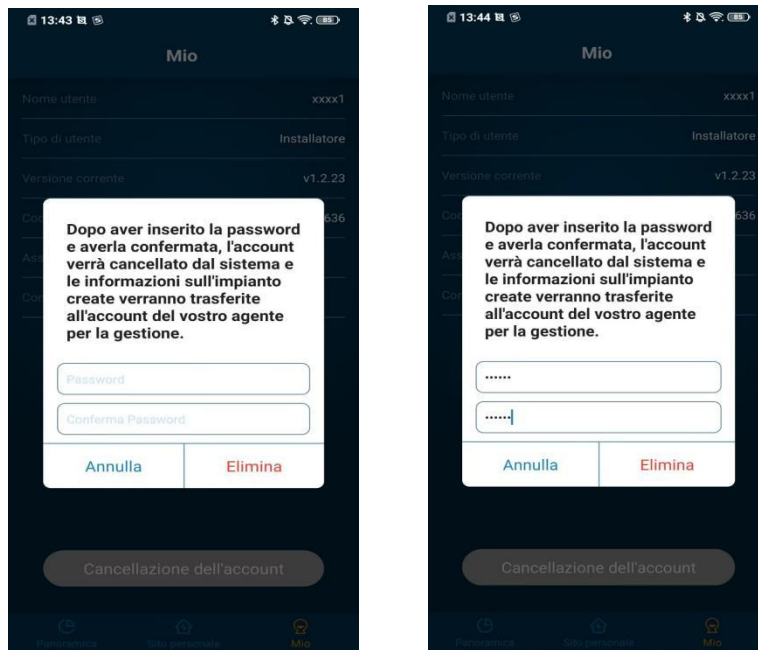 13:43
85
Mio
Nome utente xxxx1
Tipo di utente Installatore
Versione corrente v1.2.23
636
Dopo aver inserito la password
e averla confermata, l'account
verrà cancellato dal sistema e
le informazioni sull'impianto
create verranno trasferite
all'account del vostro agente
per la gestione.
Password
Conferma Password
Annulla Elimina
Cancellazione dell'account
Panoramica Sito personale Mio
13:44
85
Mio
Nome utente xxxx1
Tipo di utente Installatore
Versione corrente v1.2.23
636
Dopo aver inserito la password
e averla confermata, l'account
verrà cancellato dal sistema e
le informazioni sull'impianto
create verranno trasferite
all'account del vostro agente
per la gestione.
••••••
••••••
Annulla Elimina
Cancellazione dell'account
Panoramica Sito personale Mio